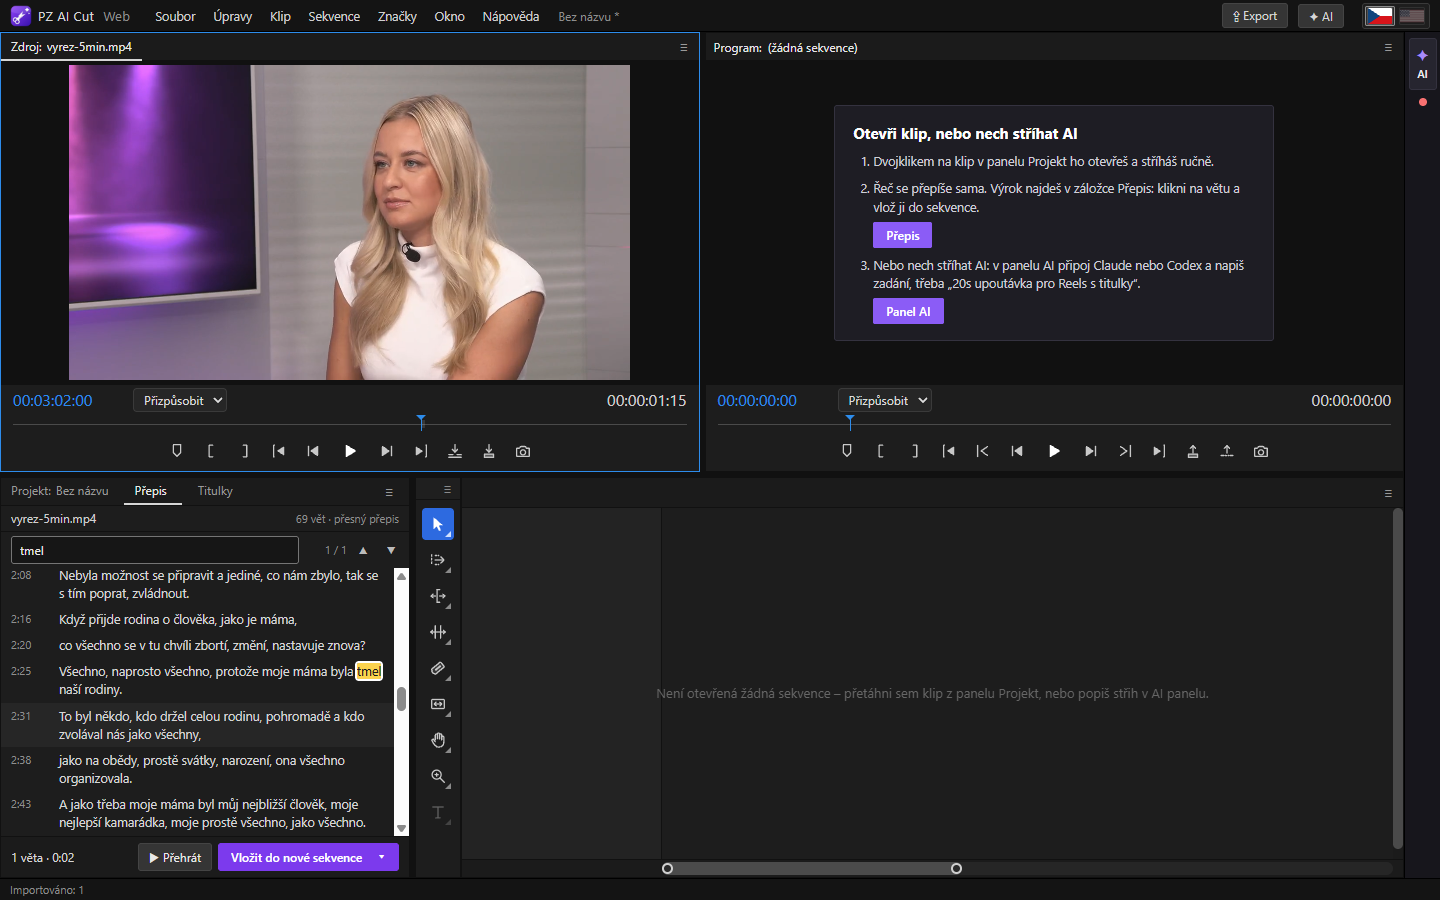 PZ AI Cut Web Soubor Úpravy Klip Sekvence Značky Okno Nápověda Bez názvu * Export AI
Zdroj: vyrez-5min.mp4
Program: (žádná sekvence)
AI
Otevři klip, nebo nech stříhat AI
1. Dvojklikem na klip v panelu Projekt ho otevřeš a stříháš ručně.
2. Řeč se přepíše sama. Výrok najdeš v záložce Přepis: klikni na větu a
vlož ji do sekvence.
Přepis
3. Nebo nech stříhat AI: v panelu AI připoj Claude nebo Codex a napiš
zadání, třeba „20s upoutávka pro Reels s titulky“.
Panel AI
00:03:02:00 Přizpůsobit 00:00:01:15
00:00:00:00 Přizpůsobit 00:00:00:00
Projekt: Bez názvu Přepis Titulky
vyrez-5min.mp4 69 vět · přesný přepis
tmel 1 / 1
2:08 Nebyla možnost se připravit a jediné, co nám zbylo, tak se
s tím poprat, zvládnout.
2:16 Když přijde rodina o člověka, jako je máma,
2:20 co všechno se v tu chvíli zbortí, změní, nastavuje znova?
2:25 Všechno, naprosto všechno, protože moje máma byla tmel
naší rodiny.
2:31 To byl někdo, kdo držel celou rodinu, pohromadě a kdo
zvolával nás jako všechny,
2:38 jako na obědy, prostě svátky, narození, ona všechno
organizovala.
2:43 A jako třeba moje máma byl můj nejbližší člověk, moje
nejlepší kamarádka, moje prostě všechno, jako všechno.
Není otevřená žádná sekvence – přetáhni sem klip z panelu Projekt, nebo popiš střih v AI panelu.
1 věta · 0:02 Přehrát Vložit do nové sekvence
Importováno: 1